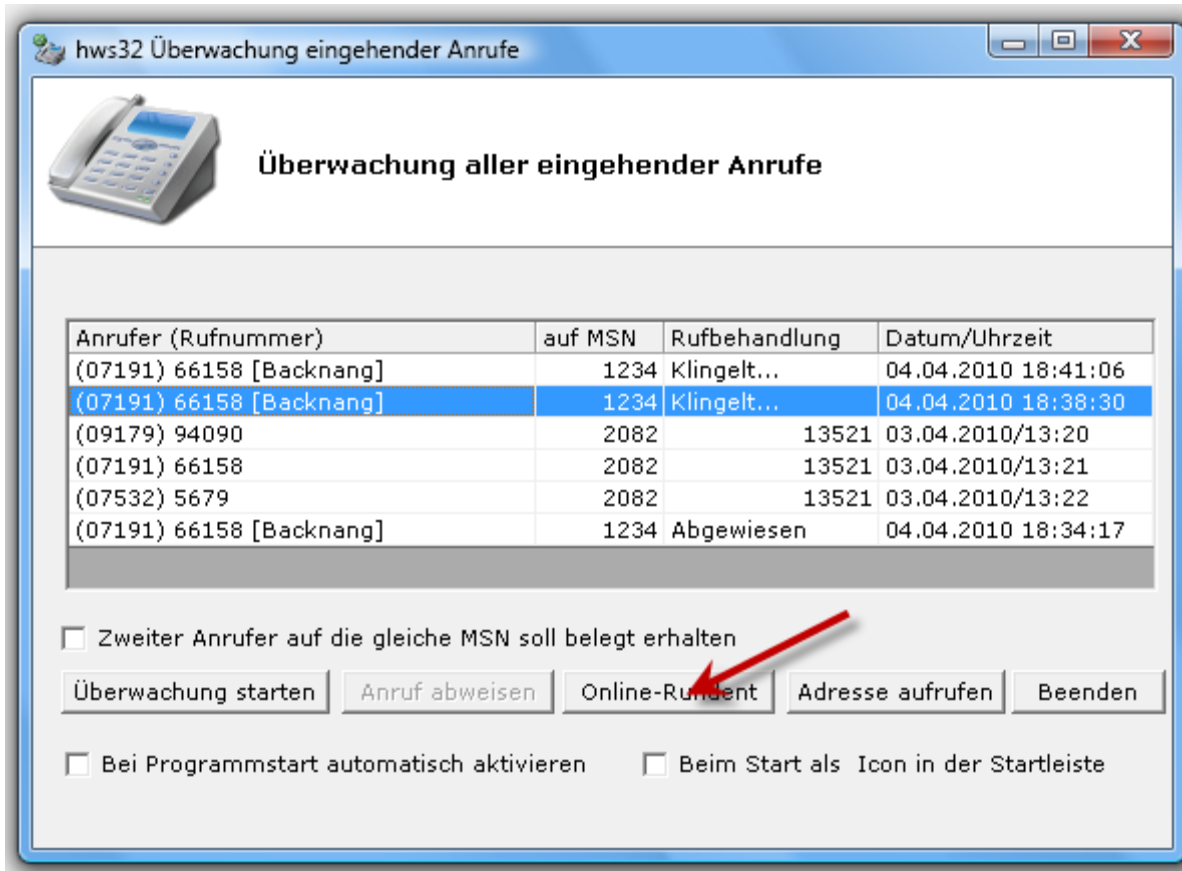 hws32 Überwachung eingehender Anrufe
Überwachung aller eingehender Anrufe
Anrufer (Rufnummer) auf MSN Rufbehandlung Datum/Uhrzeit
(07191) 66158 [Backnang] 1234 Klingelt... 04.04.2010 18:41:06
(07191) 66158 [Backnang] 1234 Klingelt... 04.04.2010 18:38:30
(09179) 94090 2082 13521 03.04.2010/13:20
(07191) 66158 2082 13521 03.04.2010/13:21
(07532) 5679 2082 13521 03.04.2010/13:22
(07191) 66158 [Backnang] 1234 Abgewiesen 04.04.2010 18:34:17
Zweiter Anrufer auf die gleiche MSN soll belegt erhalten
Überwachung starten Anruf abweisen Adresse aufrufen Beenden
Bei Programmstart automatisch aktivieren Beim Start als Icon in der Startleiste